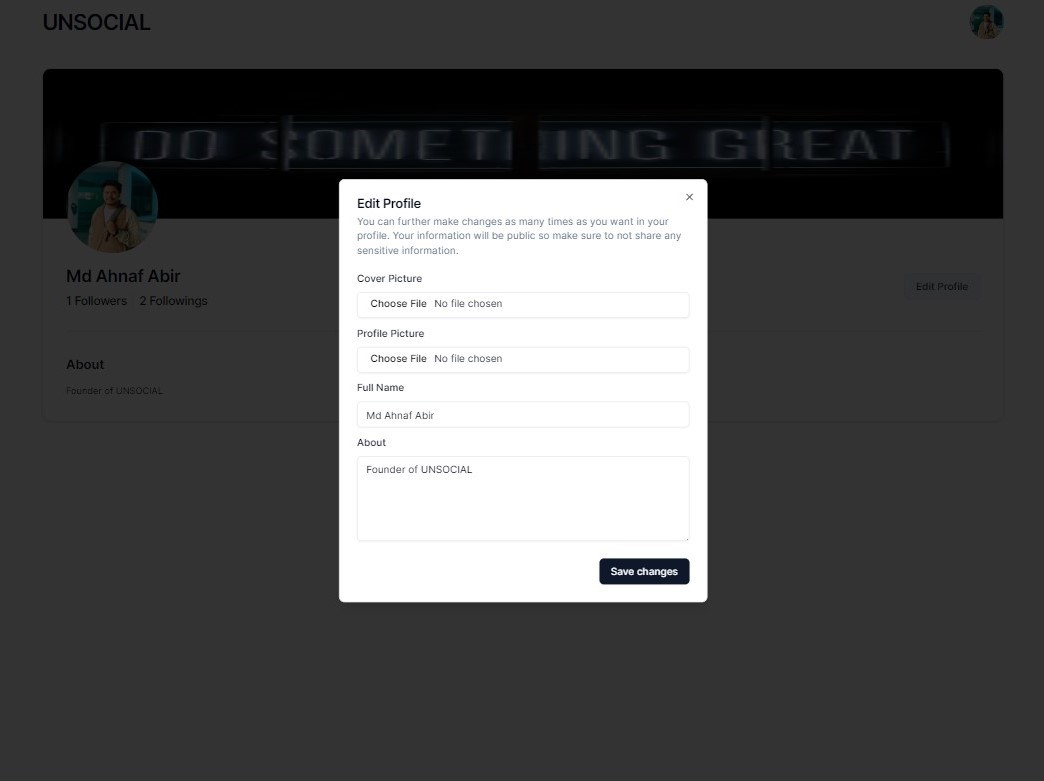 UNSOCIAL
DO SOMETHING GREAT
Edit Profile
You can further make changes as many times as you want in your
profile. Your information will be public so make sure to not share any
sensitive information.
Cover Picture
Choose File No file chosen
Profile Picture
Choose File No file chosen
Full Name
Md Ahnaf Abir
About
Founder of UNSOCIAL
Save changes
Md Ahnaf Abir
1 Followers 2 Followings
Edit Profile
About
Founder of UNSOCIAL